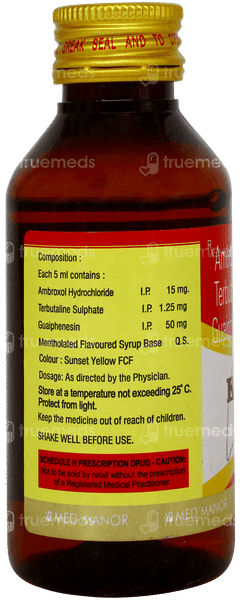 BREAK SEAL AND TO
truemeds
Composition :
Each 5 ml contains :
Ambroxol Hydrochloride I.P. 15 mg.
Terbutaline Sulphate I.P. 1.25 mg
Guaiphenesin I.P. 50 mg
Mentholated Flavoured Syrup Base Q.S.
Colour : Sunset Yellow FCF
Dosage: As directed by the Physician.
Store at a temperature not exceeding 25°C.
Protect from light.
Keep the medicine out of reach of children.
SHAKE WELL BEFORE USE.
SCHEDULE H PRESCRIPTION DRUG - CAUTION
Not to be sold by retail without the prescription
of a Registered Medical Practitioner.
MED MANOR
Rx
Amb
Terb
Guai
MED MANOR